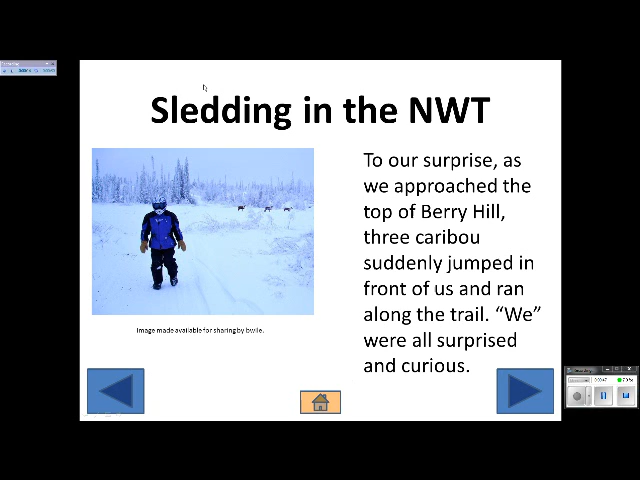 Sledding in the NWT
To our surprise, as
we approached the
top of Berry Hill,
three caribou
suddenly jumped in
front of us and ran
along the trail. “We”
were all surprised
and curious.
Image made available for sharing by bwile.